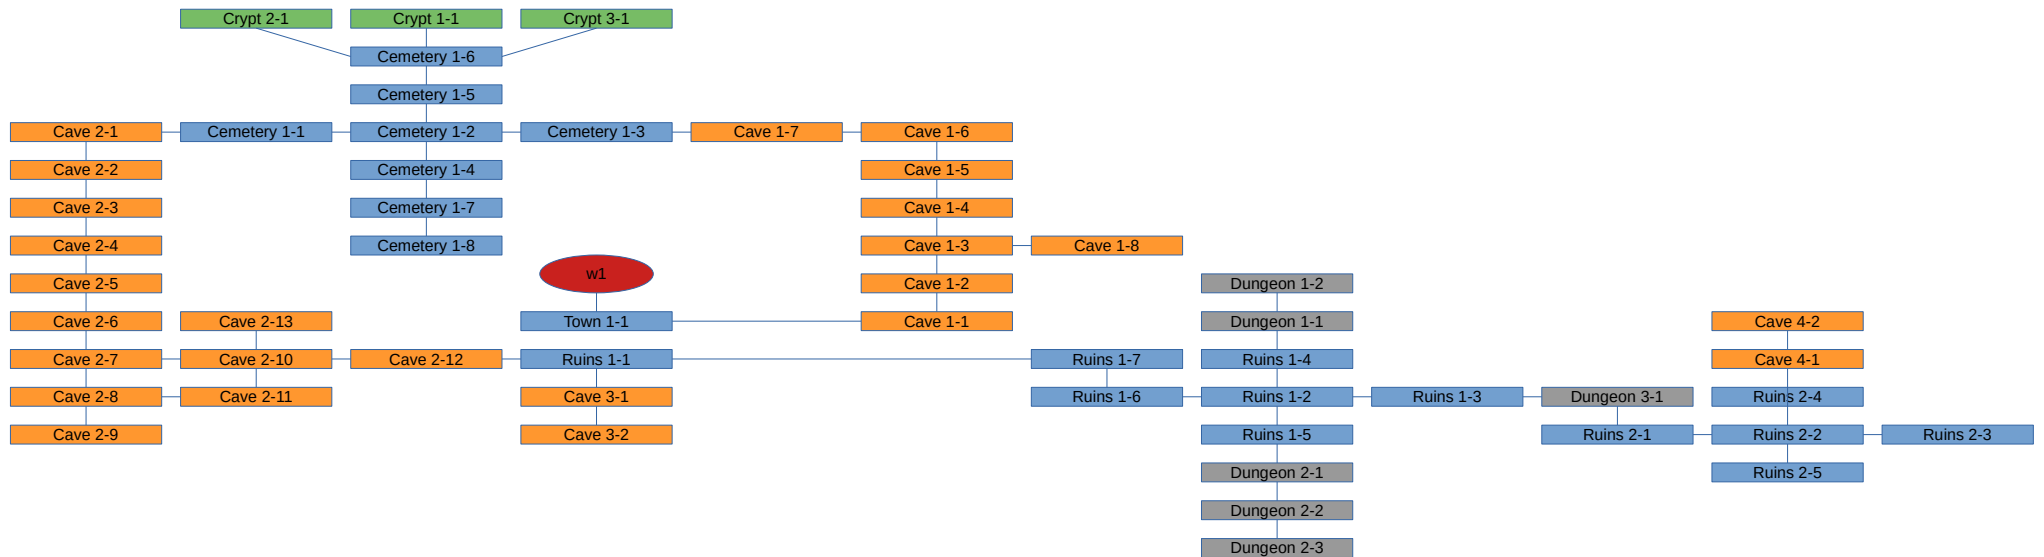 Crypt 2-1
Crypt 1-1
Crypt 3-1
Cemetery 1-6
Cemetery 1-5
Cave 2-1
Cemetery 1-1
Cemetery 1-2
Cemetery 1-3
Cave 1-7
Cave 1-6
Cave 2-2
Cemetery 1-4
Cave 1-5
Cave 2-3
Cemetery 1-7
Cave 1-4
Cave 2-4
Cemetery 1-8
Cave 1-3
Cave 1-8
w1
Cave 2-5
Cave 1-2
Dungeon 1-2
Cave 2-6
Cave 2-13
Town 1-1
Cave 1-1
Dungeon 1-1
Cave 4-2
Cave 2-7
Cave 2-10
Cave 2-12
Ruins 1-1
Ruins 1-7
Ruins 1-4
Cave 4-1
Cave 2-8
Cave 2-11
Cave 3-1
Ruins 1-6
Ruins 1-2
Ruins 1-3
Dungeon 3-1
Ruins 2-4
Cave 2-9
Cave 3-2
Ruins 1-5
Ruins 2-1
Ruins 2-2
Ruins 2-3
Dungeon 2-1
Ruins 2-5
Dungeon 2-2
Dungeon 2-3